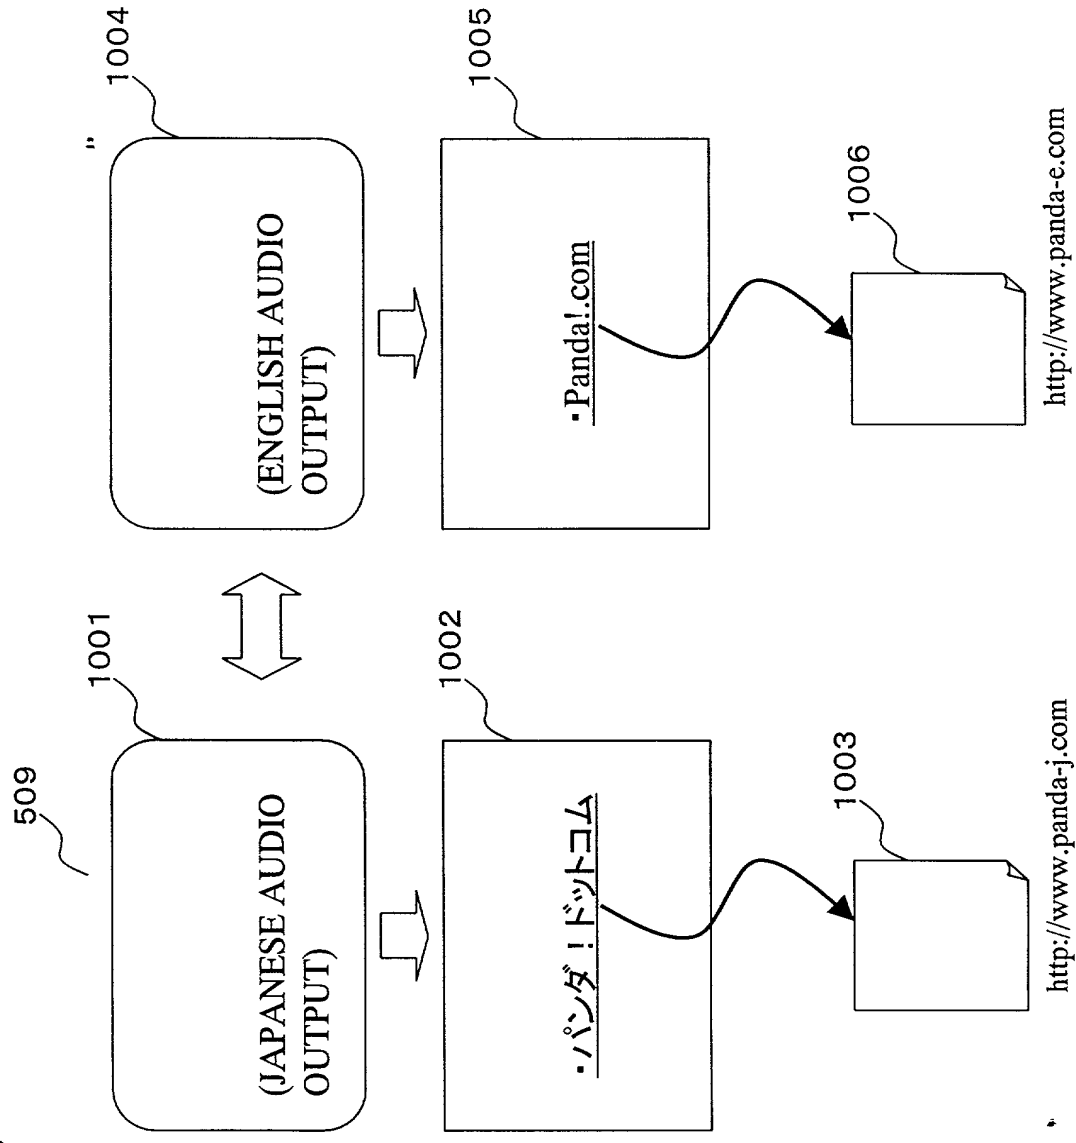 509
1001
(JAPANESE AUDIO
OUTPUT)
1002
・パンダ！ドットコム
1003
http://www.panda-j.com
1004
(ENGLISH AUDIO
OUTPUT)
1005
・Panda!.com
1006
http://www.panda-e.com